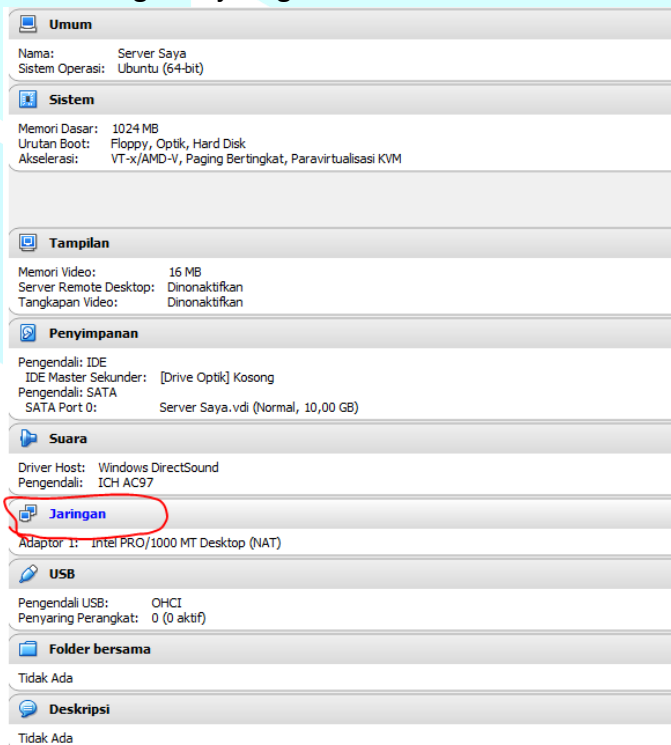 Umum
Nama: Server Saya
Sistem Operasi: Ubuntu (64-bit)
Sistem
Memori Dasar: 1024 MB
Urutan Boot: Floppy, Optik, Hard Disk
Akselerasi: VT-x/AMD-V, Paging Bertingkat, Paravirtualisasi KVM
Tampilan
Memori Video: 16 MB
Server Remote Desktop: Dinonaktifkan
Tangkapan Video: Dinonaktifkan
Penyimpanan
Pengendali: IDE
IDE Master Sekunder: [Drive Optik] Kosong
Pengendali: SATA
SATA Port 0: Server Saya.vdi (Normal, 10,00 GB)
Suara
Driver Host: Windows DirectSound
Pengendali: ICH AC97
Jaringan
Adaptor 1: Intel PRO/1000 MT Desktop (NAT)
USB
Pengendali USB: OHCI
Penyaring Perangkat: 0 (0 aktif)
Folder bersama
Tidak Ada
Deskripsi
Tidak Ada